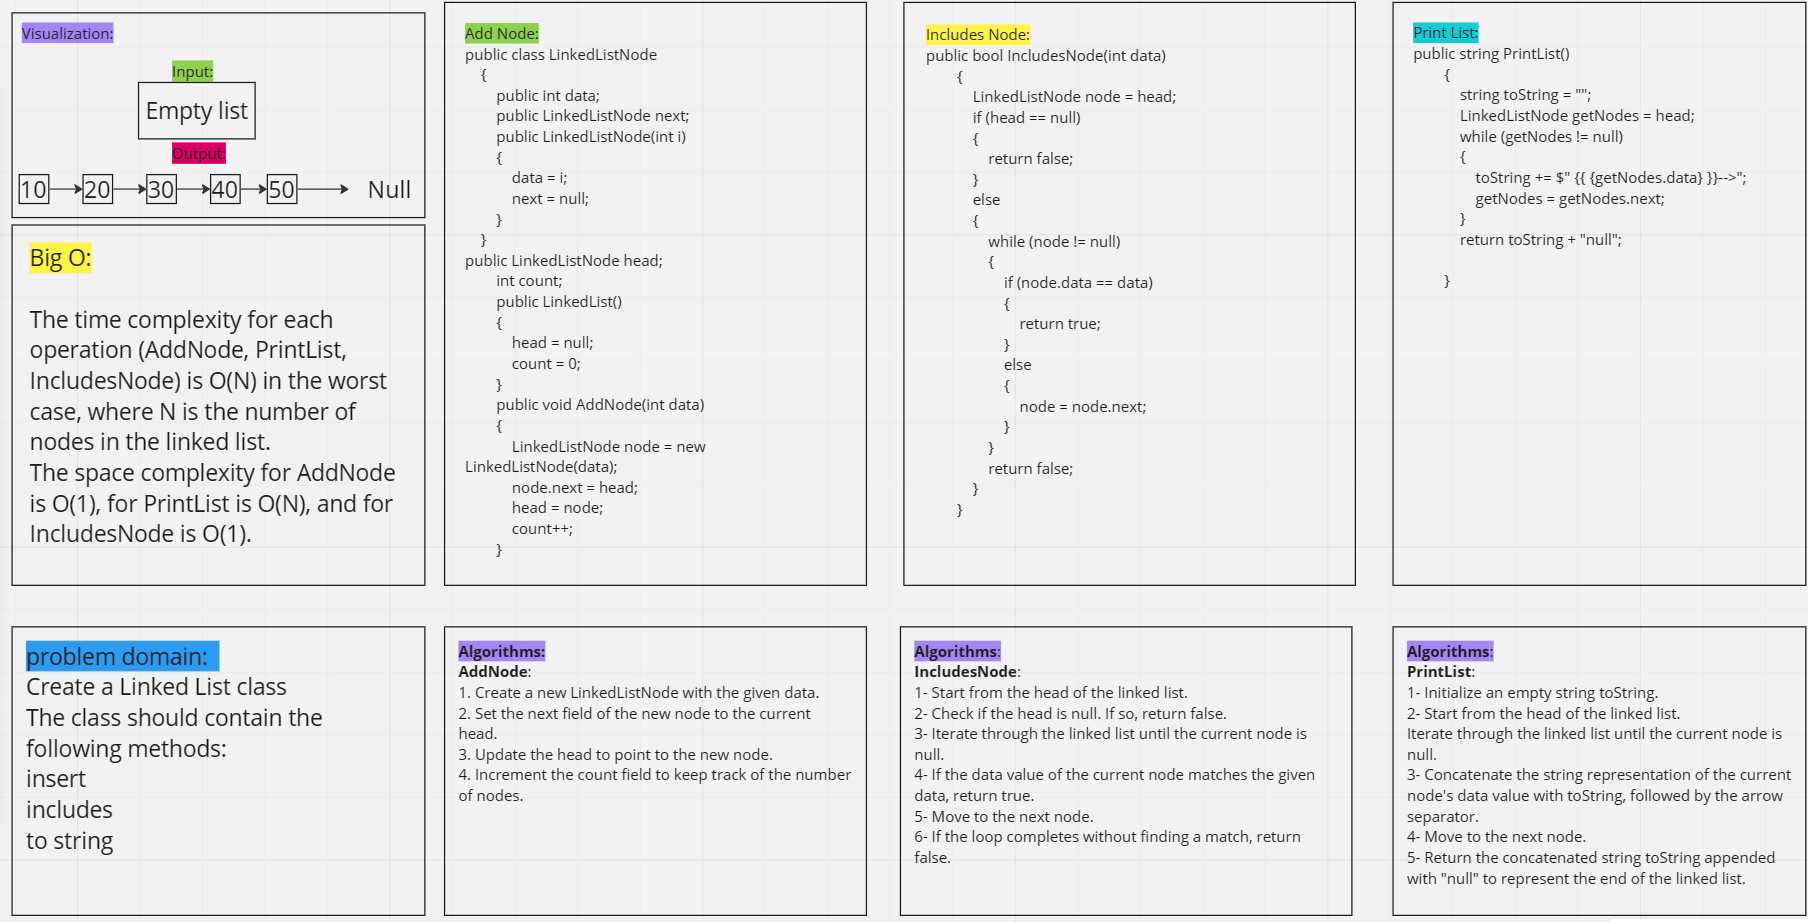 Visualization:
Input:
Empty list
Output:
10 20 30 40 50 Null
Big O:
The time complexity for each
operation (AddNode, PrintList,
IncludesNode) is O(N) in the worst
case, where N is the number of
nodes in the linked list.
The space complexity for AddNode
is O(1), for PrintList is O(N), and for
IncludesNode is O(1).
Add Node:
public class LinkedListNode
{
public int data;
public LinkedListNode next;
public LinkedListNode(int i)
{
data = i;
next = null;
}
}
public LinkedListNode head;
int count;
public LinkedList()
{
head = null;
count = 0;
}
public void AddNode(int data)
{
LinkedListNode node = new
LinkedListNode(data);
node.next = head;
head = node;
count++;
}
Includes Node:
public bool IncludesNode(int data)
{
LinkedListNode node = head;
if (head == null)
{
return false;
}
else
{
while (node != null)
{
if (node.data == data)
{
return true;
}
else
{
node = node.next;
}
}
return false;
}
}
Print List:
public string PrintList()
{
string toString = "";
LinkedListNode getNodes = head;
while (getNodes != null)
{
toString += $" {{ {getNodes.data} }}-->";
getNodes = getNodes.next;
}
return toString + "null";
}
problem domain:
Create a Linked List class
The class should contain the
following methods:
insert
includes
to string
Algorithms:
AddNode:
1. Create a new LinkedListNode with the given data.
2. Set the next field of the new node to the current
head.
3. Update the head to point to the new node.
4. Increment the count field to keep track of the number
of nodes.
Algorithms:
IncludesNode:
1- Start from the head of the linked list.
2- Check if the head is null. If so, return false.
3- Iterate through the linked list until the current node is
null.
4- If the data value of the current node matches the given
data, return true.
5- Move to the next node.
6- If the loop completes without finding a match, return
false.
Algorithms:
PrintList:
1- Initialize an empty string toString.
2- Start from the head of the linked list.
Iterate through the linked list until the current node is
null.
3- Concatenate the string representation of the current
node's data value with toString, followed by the arrow
separator.
4- Move to the next node.
5- Return the concatenated string toString appended
with "null" to represent the end of the linked list.